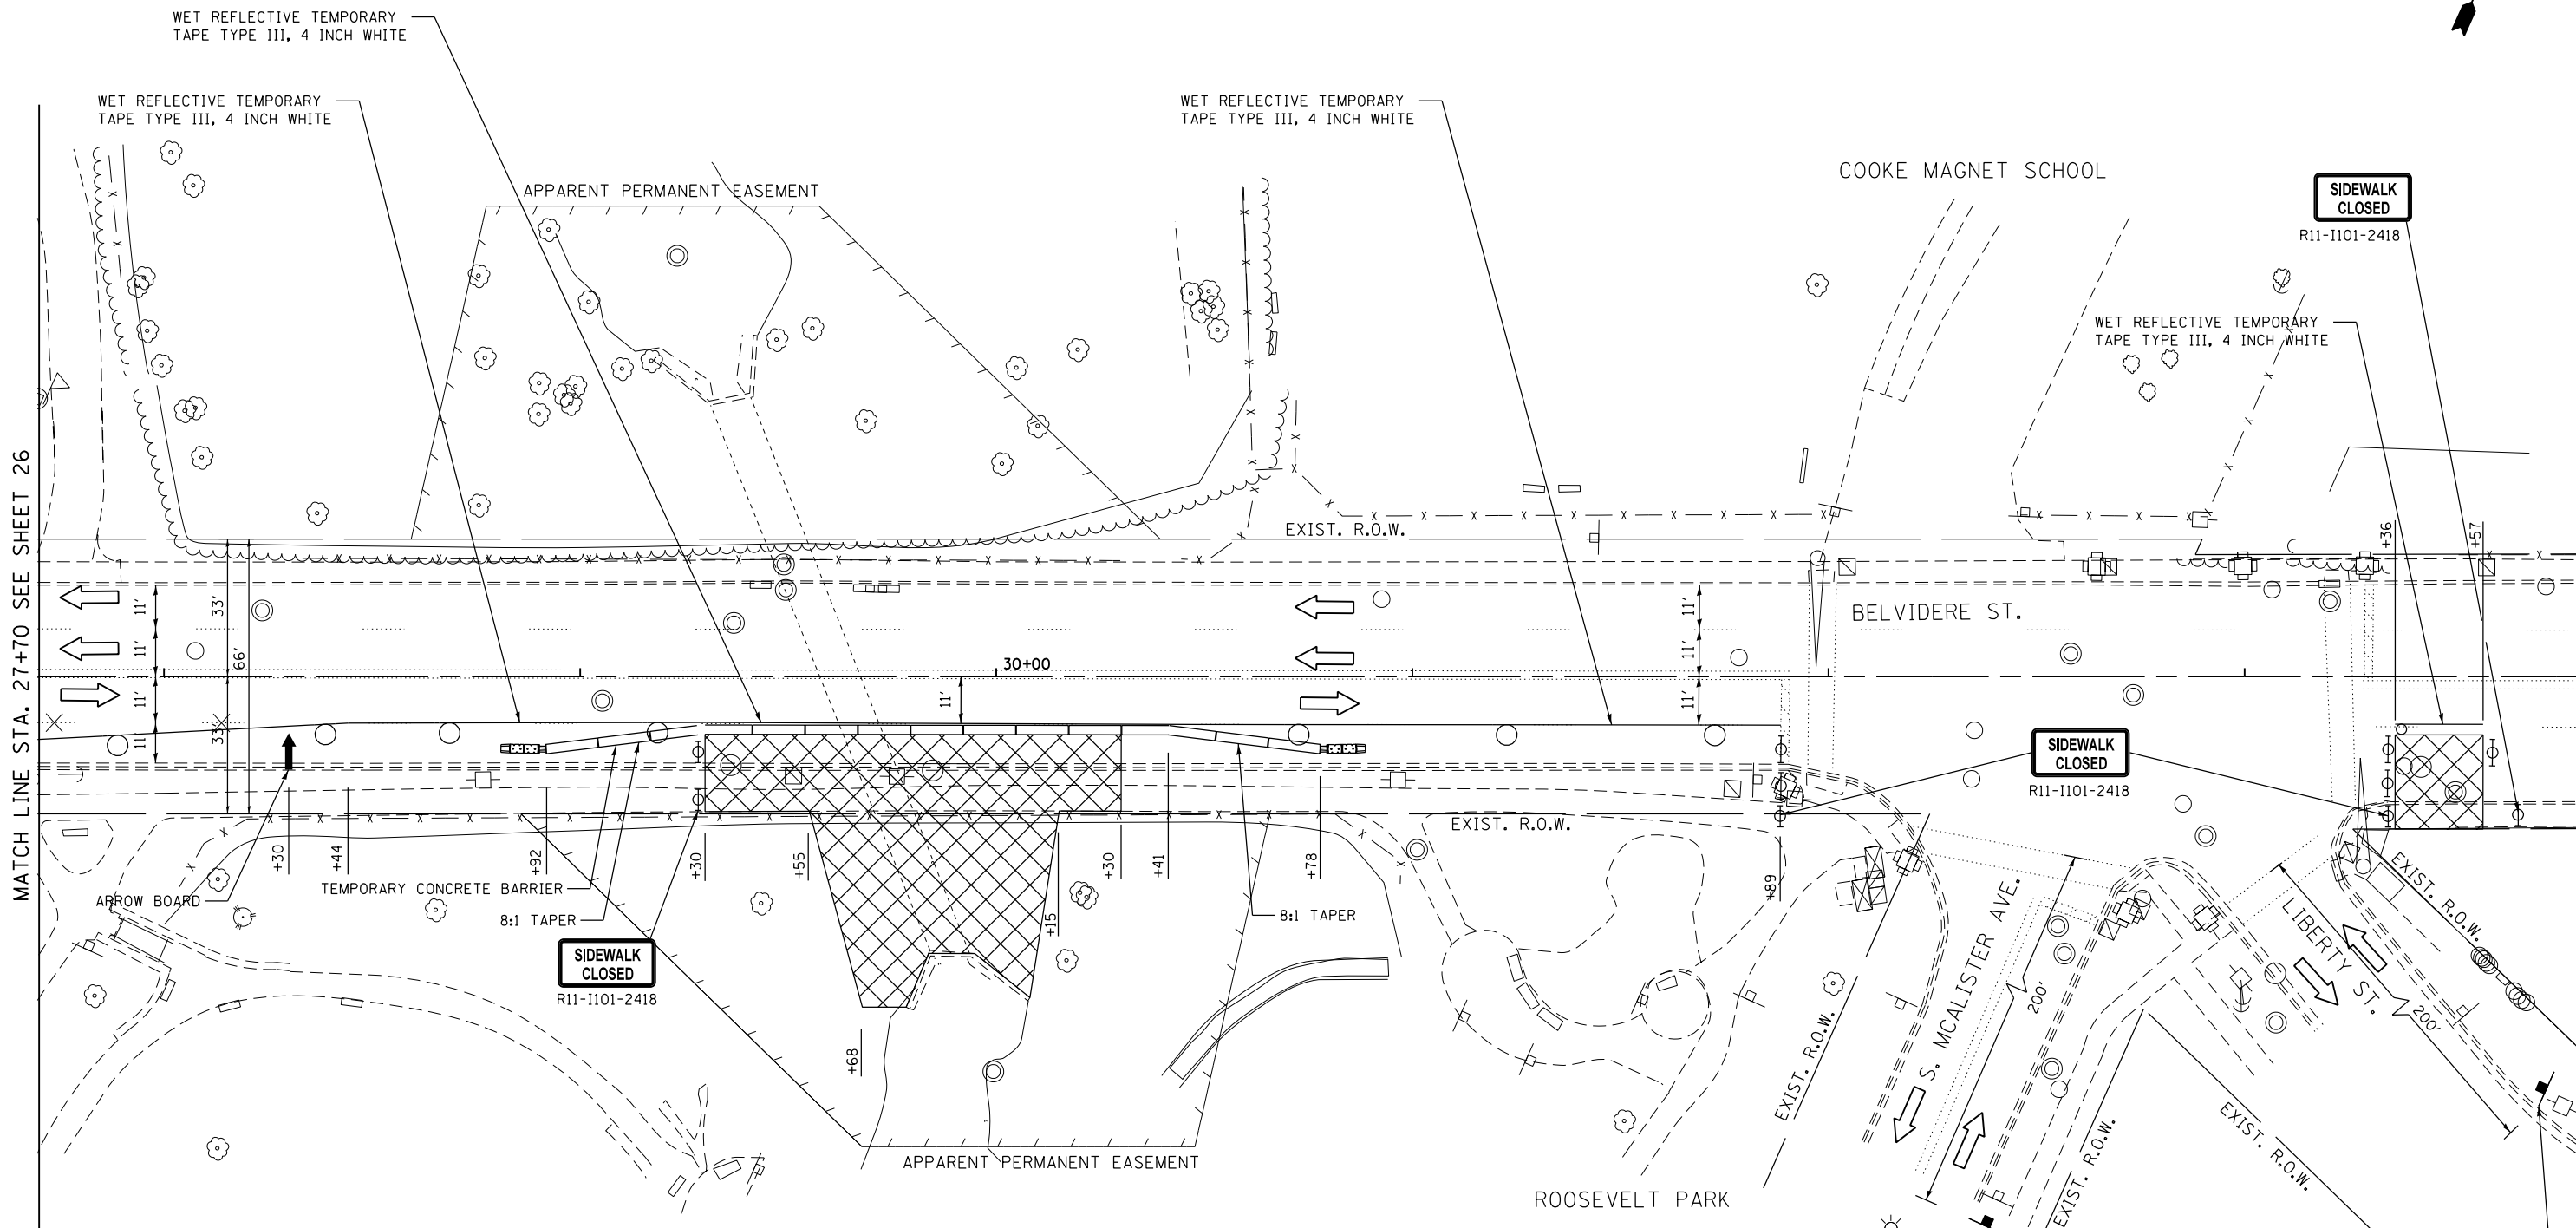 WET REFLECTIVE TEMPORARY
TAPE TYPE III, 4 INCH WHITE
WET REFLECTIVE TEMPORARY
TAPE TYPE III, 4 INCH WHITE
WET REFLECTIVE TEMPORARY
TAPE TYPE III, 4 INCH WHITE
COOKE MAGNET SCHOOL
SIDEWALK
CLOSED
R11-I101-2418
APPARENT PERMANENT EASEMENT
WET REFLECTIVE TEMPORARY
TAPE TYPE III, 4 INCH WHITE
MATCH LINE STA. 27+70 SEE SHEET 26
EXIST. R.O.W.
+36
+57
11'
33'
11'
BELVIDERE ST.
11'
66'
11'
30+00
11'
11'
11'
33'
11'
11'
SIDEWALK
CLOSED
R11-I101-2418
EXIST. R.O.W.
+30
+44
+92
+30
+55
+30
+41
+78
+89
TEMPORARY CONCRETE BARRIER
ARROW BOARD
8:1 TAPER
+15
8:1 TAPER
SIDEWALK
CLOSED
R11-I101-2418
+68
EXIST. R.O.W.
S. MCALISTER AVE.
200'
LIBERTY ST.
200'
EXIST. R.O.W.
EXIST. R.O.W.
EXIST. R.O.W.
APPARENT PERMANENT EASEMENT
ROOSEVELT PARK